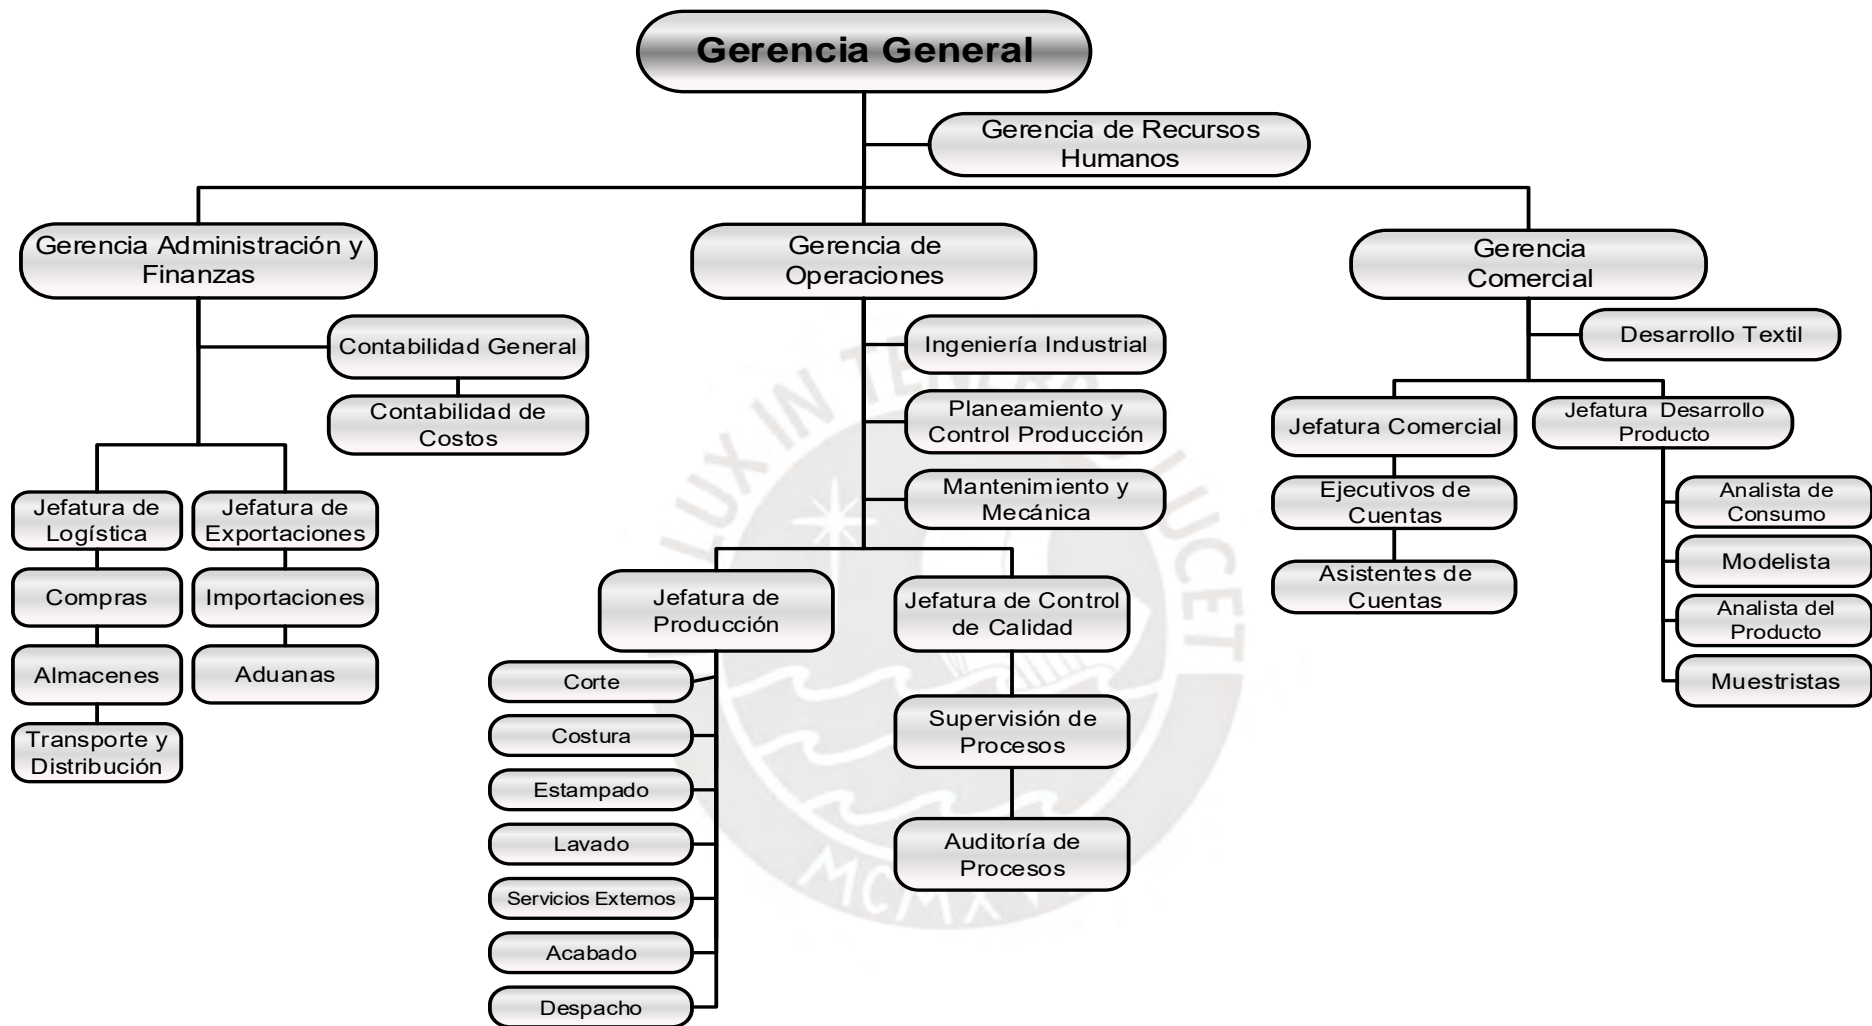 Gerencia General
Gerencia de Recursos
Humanos
Gerencia Administración y
Finanzas
Gerencia de
Operaciones
Gerencia
Comercial
Contabilidad General
Contabilidad de
Costos
Ingeniería Industrial
Planeamiento y
Control Producción
Mantenimiento y
Mecánica
Desarrollo Textil
Jefatura Comercial
Jefatura Desarrollo
Producto
Ejecutivos de
Cuentas
Asistentes de
Cuentas
Analista de
Consumo
Modelista
Analista del
Producto
Muestristas
Jefatura de
Logística
Compras
Almacenes
Transporte y
Distribución
Jefatura de
Exportaciones
Importaciones
Aduanas
Jefatura de
Producción
Corte
Costura
Estampado
Lavado
Servicios Externos
Acabado
Despacho
Jefatura de Control
de Calidad
Supervisión de
Procesos
Auditoría de
Procesos
LUX IN
LUCET